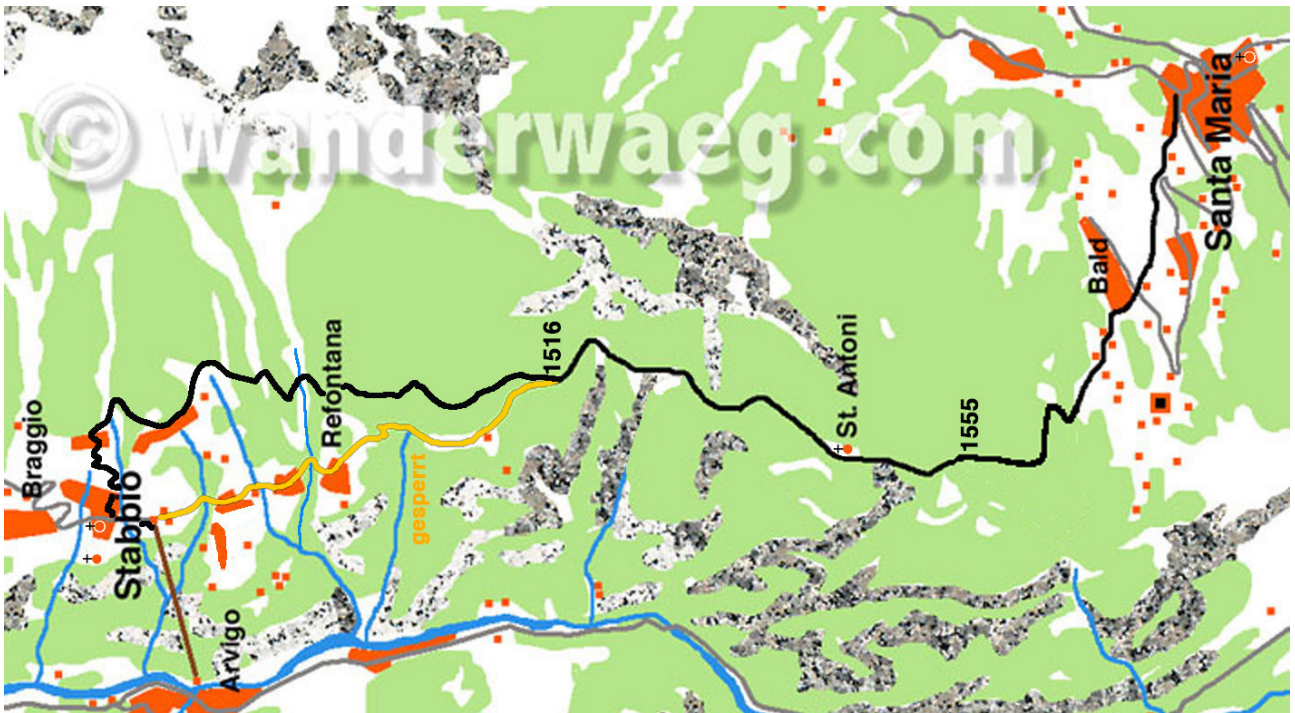 © wanderwaeg.com
Braggio
Stabbio
Arvigo
Refontana
gesperrt
1516
St. Antoni
1555
Bald
Santa Maria